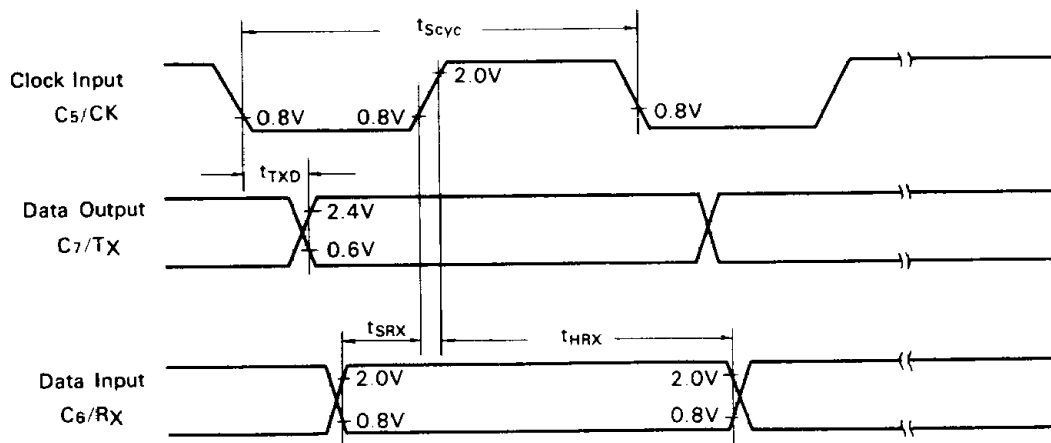 tScyc
Clock Input
C5/CK
2.0V
0.8V
0.8V
0.8V
tTXD
Data Output
C7/TX
2.4V
0.6V
tSRX
tHRX
Data Input
C6/RX
2.0V
2.0V
0.8V
0.8V